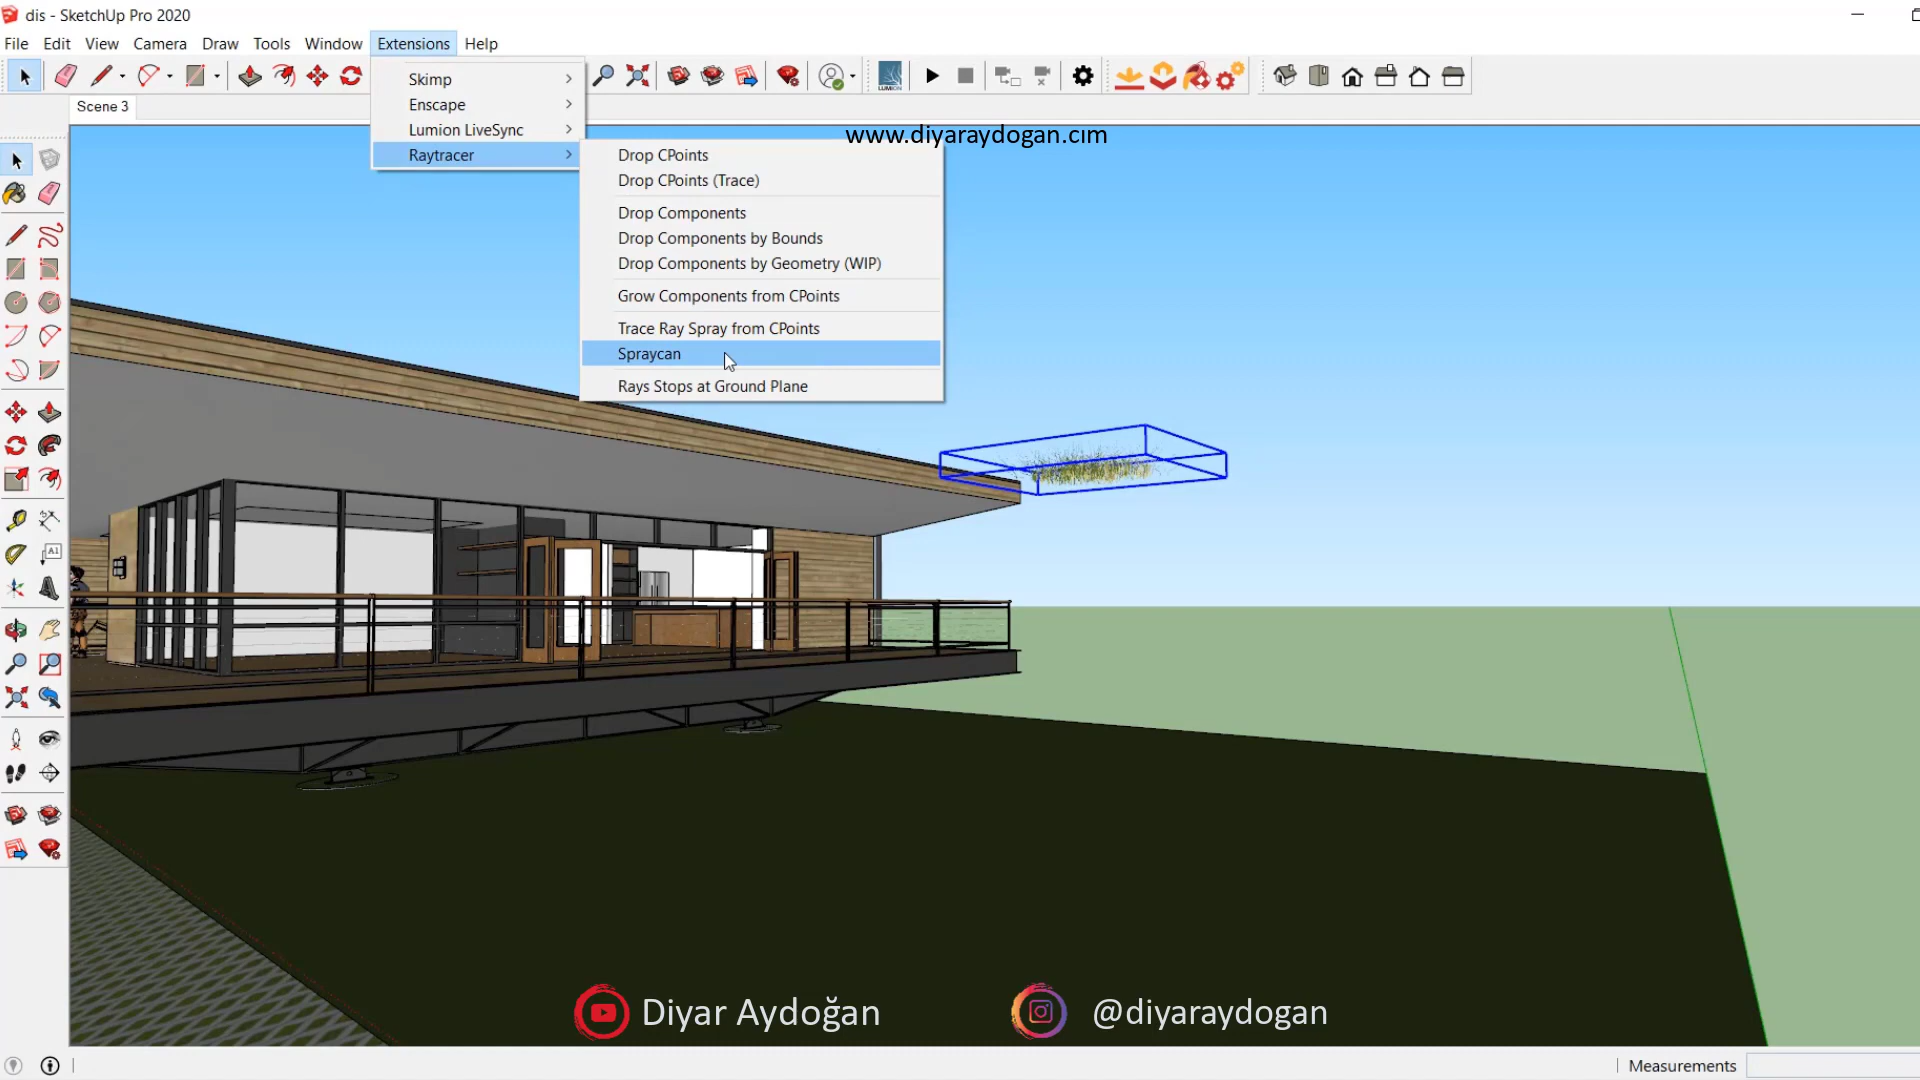 dis - SketchUp Pro 2020
File Edit View Camera Draw Tools Window Extensions Help
LUMION
Scene 3
Skimp
Enscape
Lumion LiveSync
Raytracer
www.diyaraydogan.cım
Drop CPoints
Drop CPoints (Trace)
Drop Components
Drop Components by Bounds
Drop Components by Geometry (WIP)
Grow Components from CPoints
Trace Ray Spray from CPoints
Spraycan
Rays Stops at Ground Plane
A1
Diyar Aydoğan
@diyaraydogan
Measurements